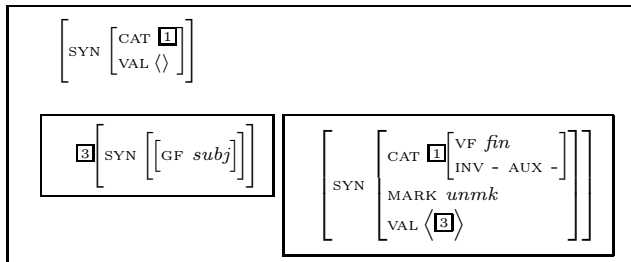 SYN CAT 1
VAL ⟨⟩
3 SYN GF subj
SYN CAT 1 VF fin
INV - AUX -
MARK unmk
VAL ⟨3⟩